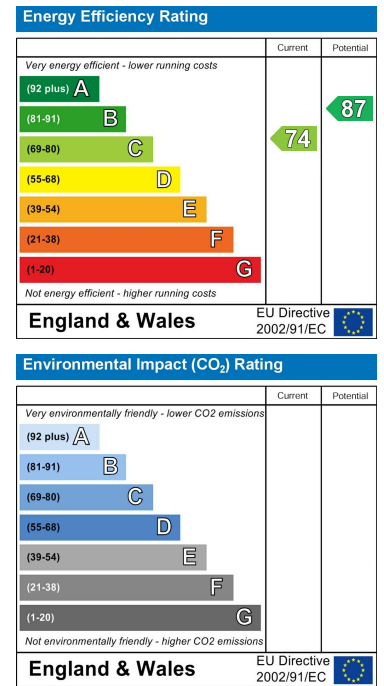 Energy Efficiency Rating
Current Potential
Very energy efficient - lower running costs
(92 plus) A
(81-91) B
(69-80) C
(55-68) D
(39-54) E
(21-38) F
(1-20) G
74
87
Not energy efficient - higher running costs
England & Wales
EU Directive
2002/91/EC
Environmental Impact (CO₂) Rating
Current Potential
Very environmentally friendly - lower CO2 emissions
(92 plus) A
(81-91) B
(69-80) C
(55-68) D
(39-54) E
(21-38) F
(1-20) G
Not environmentally friendly - higher CO2 emissions
England & Wales
EU Directive
2002/91/EC